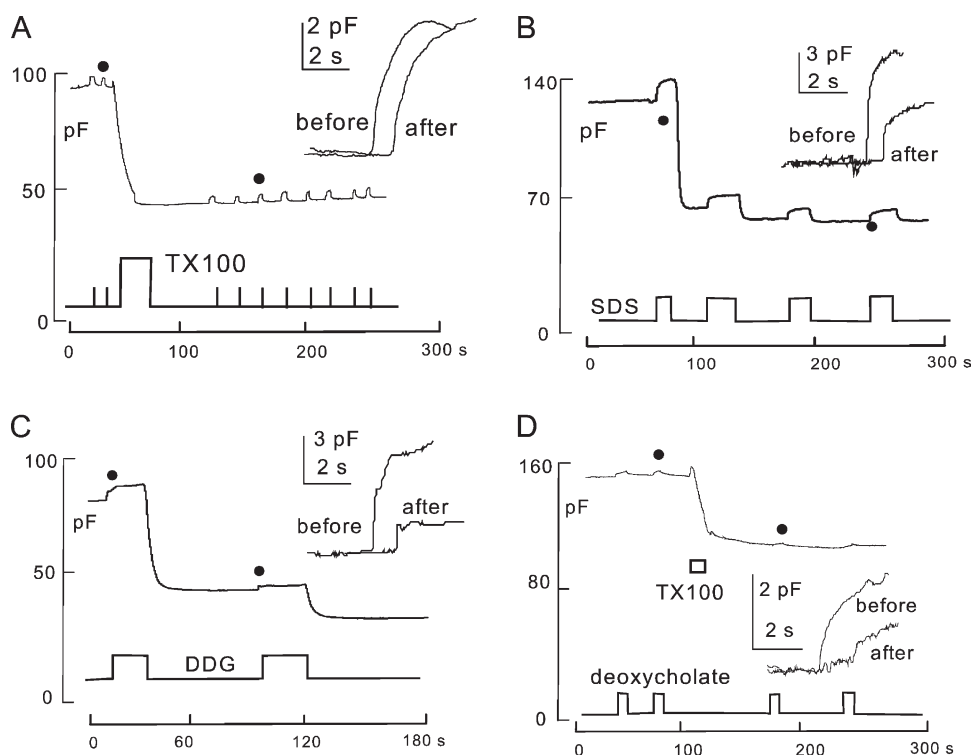 A
2 pF
2 s
before
after
100
pF
50
0
TX100
0 100 200 300 s
B
3 pF
2 s
before
after
140
pF
70
0
SDS
0 100 200 300 s
C
3 pF
2 s
before
after
100
pF
50
0
DDG
0 60 120 180 s
D
160
pF
80
0
TX100
2 pF
2 s
before
after
deoxycholate
0 100 200 300 s